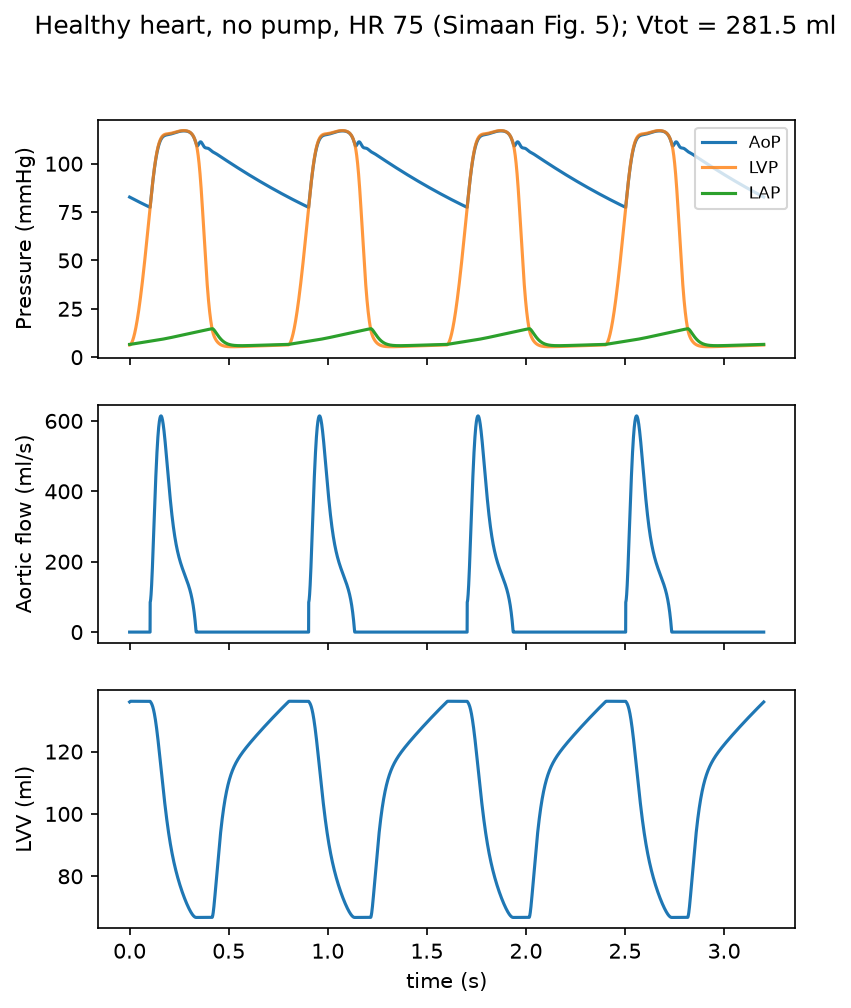 Healthy heart, no pump, HR 75 (Simaan Fig. 5); Vtot = 281.5 ml
Pressure (mmHg)
100
75
50
25
0
AoP
LVP
LAP
Aortic flow (ml/s)
600
400
200
0
LVV (ml)
120
100
80
0.0 0.5 1.0 1.5 2.0 2.5 3.0
time (s)